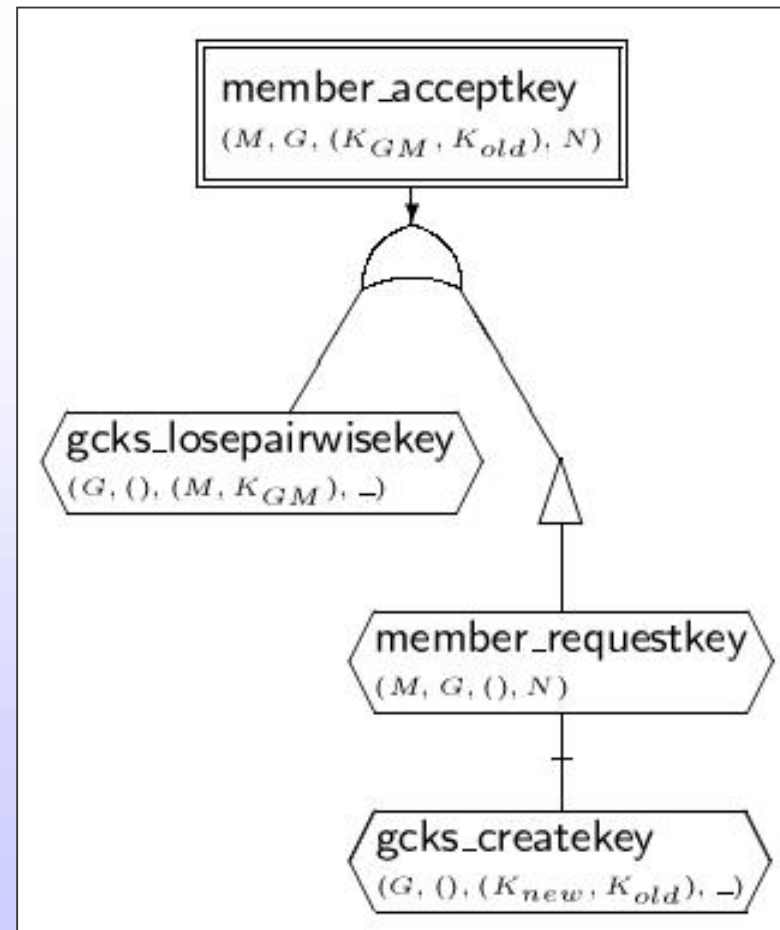 member_acceptkey
(M, G, (K_GM, K_old), N)
gcks_losepairwisekey
(G, (), (M, K_GM), _)
member_requestkey
(M, G, (), N)
gcks_createkey
(G, (), (K_new, K_old), _)